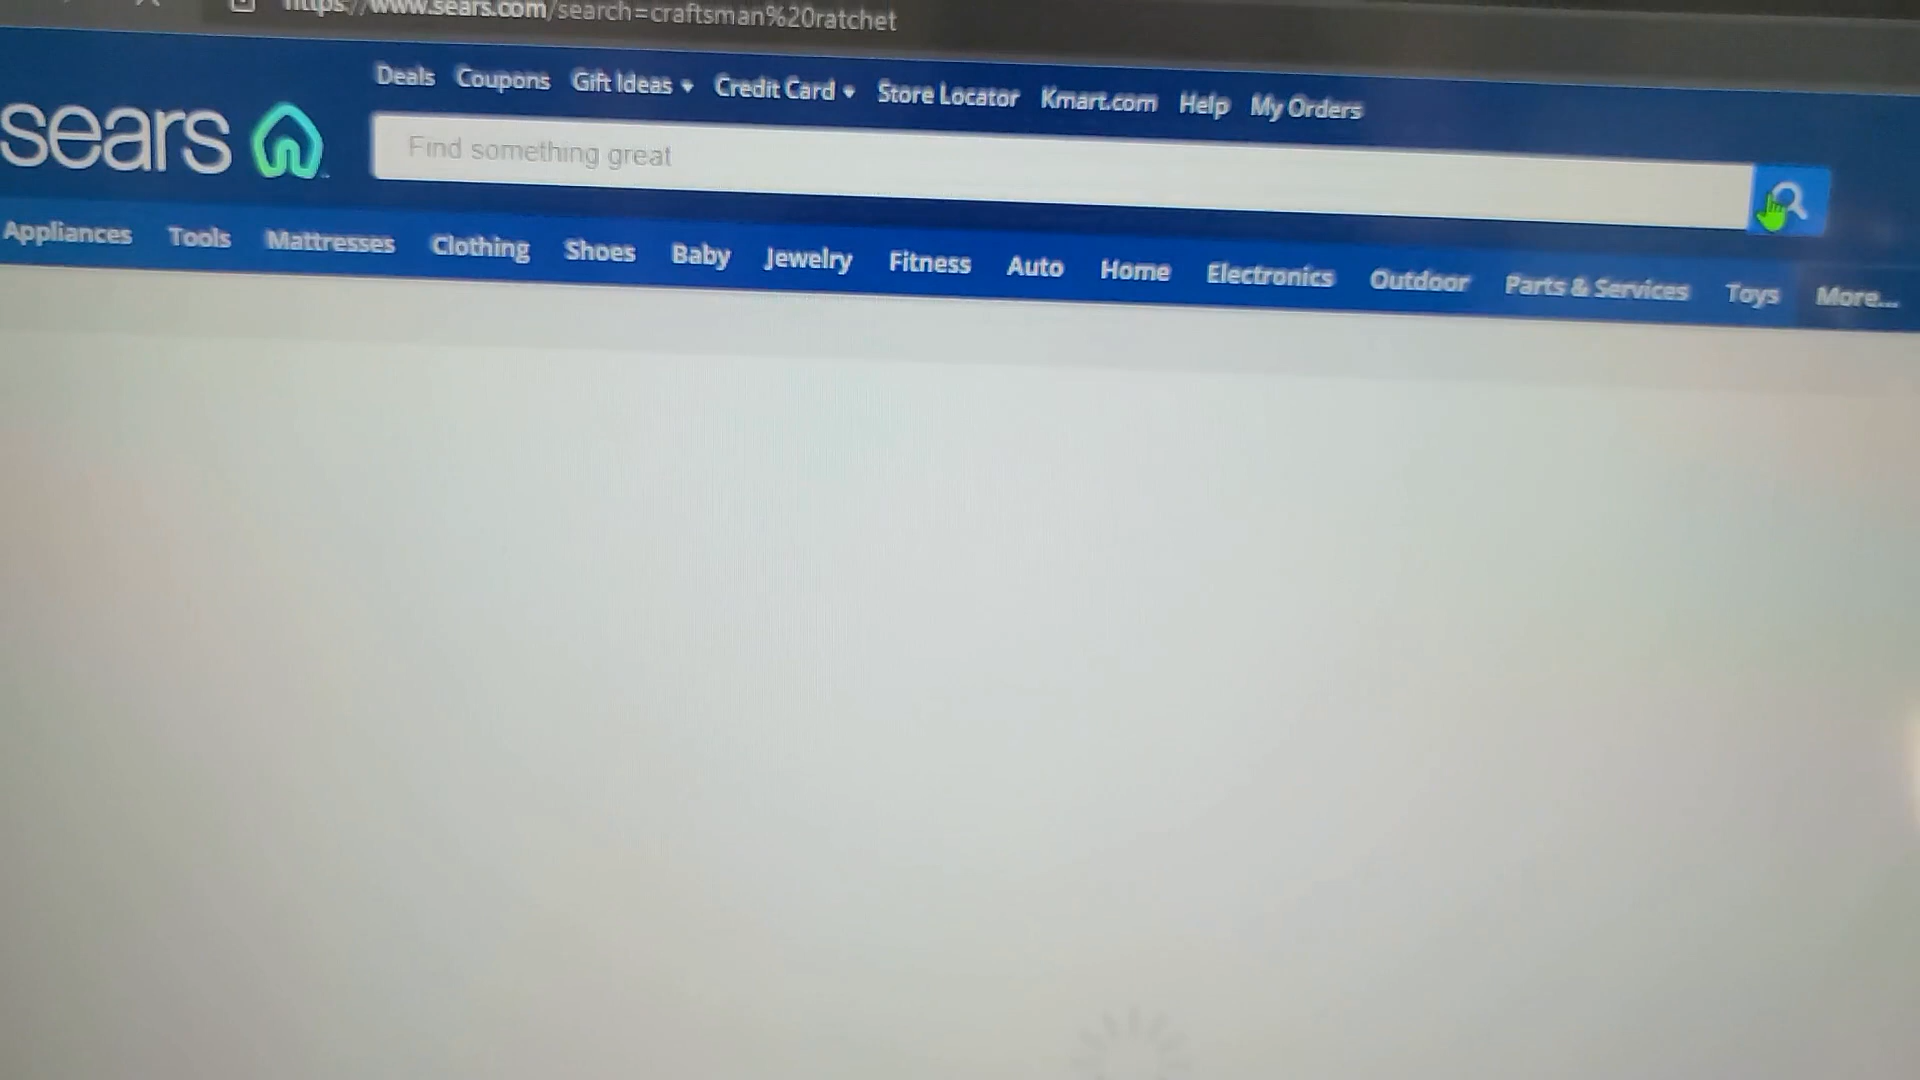 https://www.sears.com/search=craftsman%20ratchet
Deals Coupons Gift Ideas Credit Card Store Locator Kmart.com Help My Orders
sears
Find something great
Appliances Tools Mattresses Clothing Shoes Baby Jewelry Fitness Auto Home Electronics Outdoor Parts & Services Toys More...